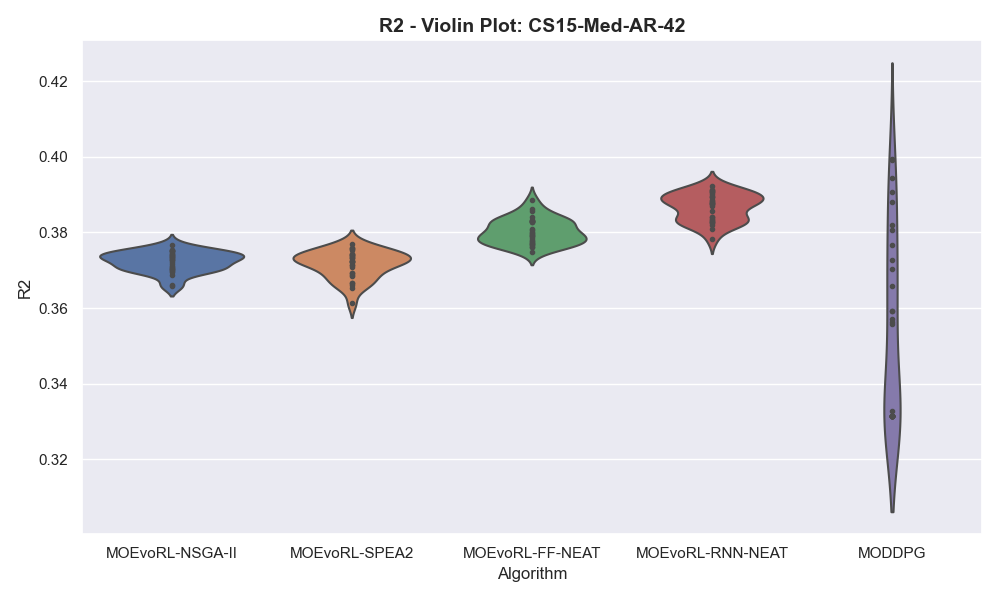 R2 - Violin Plot: CS15-Med-AR-42
0.42
0.40
0.38
0.36
0.34
0.32
R2
MOEvoRL-NSGA-II MOEvoRL-SPEA2 MOEvoRL-FF-NEAT MOEvoRL-RNN-NEAT MODDPG
Algorithm